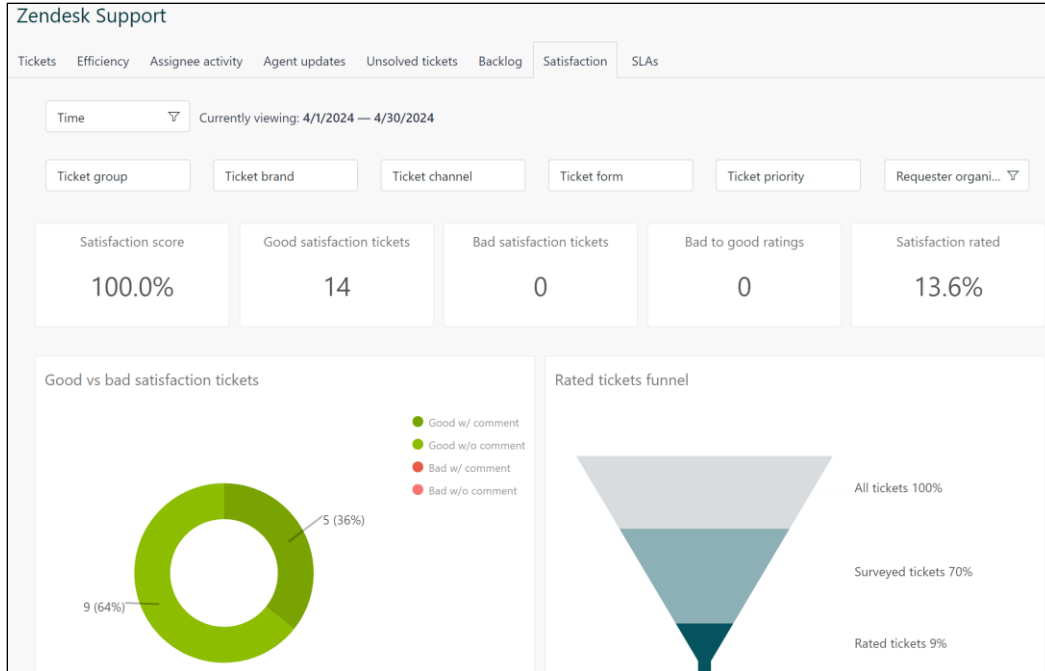 Zendesk Support
Tickets Efficiency Assignee activity Agent updates Unsolved tickets Backlog Satisfaction SLAs
Time Currently viewing: 4/1/2024 — 4/30/2024
Ticket group Ticket brand Ticket channel Ticket form Ticket priority Requester organi...
Satisfaction score Good satisfaction tickets Bad satisfaction tickets Bad to good ratings Satisfaction rated
100.0% 14 0 0 13.6%
Good vs bad satisfaction tickets
Good w/ comment
Good w/o comment
Bad w/ comment
Bad w/o comment
5 (36%)
9 (64%)
Rated tickets funnel
All tickets 100%
Surveyed tickets 70%
Rated tickets 9%